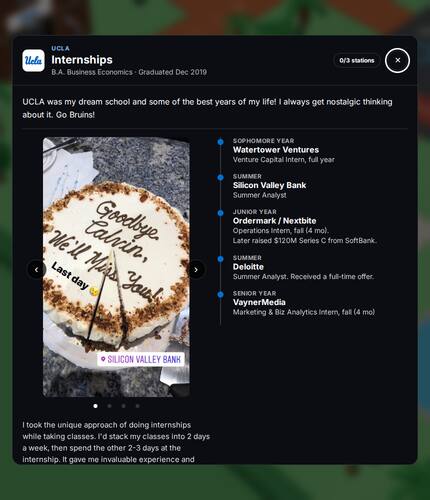 UCLA
Ucla
Internships
B.A. Business Economics · Graduated Dec 2019
0/3 stations
×
UCLA was my dream school and some of the best years of my life! I always get nostalgic thinking
about it. Go Bruins!
Goodbye
Calvin,
We'll Miss
You!
Last day 😢
SILICON VALLEY BANK
SOPHOMORE YEAR
Watertower Ventures
Venture Capital Intern, full year
SUMMER
Silicon Valley Bank
Summer Analyst
JUNIOR YEAR
Ordermark / Nextbite
Operations Intern, fall (4 mo).
Later raised $120M Series C from SoftBank.
SUMMER
Deloitte
Summer Analyst. Received a full-time offer.
SENIOR YEAR
VaynerMedia
Marketing & Biz Analytics Intern, fall (4 mo)
I took the unique approach of doing internships
while taking classes. I'd stack my classes into 2 days
a week, then spend the other 2-3 days at the
internship. It gave me invaluable experience and